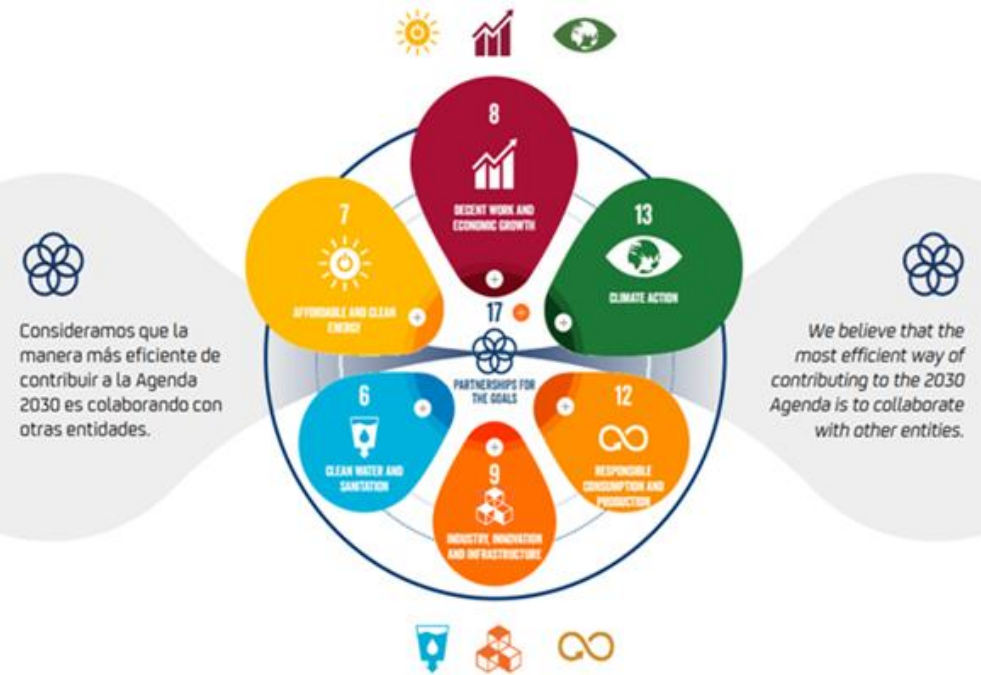 8
DECENT WORK AND
ECONOMIC GROWTH
7
AFFORDABLE AND CLEAN
ENERGY
13
CLIMATE ACTION
17
PARTNERSHIPS FOR
THE GOALS
6
CLEAN WATER AND
SANITATION
12
RESPONSIBLE
CONSUMPTION AND
PRODUCTION
9
INDUSTRY, INNOVATION
AND INFRASTRUCTURE
Consideramos que la
manera más eficiente de
contribuir a la Agenda
2030 es colaborando con
otras entidades.
We believe that the
most efficient way of
contributing to the 2030
Agenda is to collaborate
with other entities.